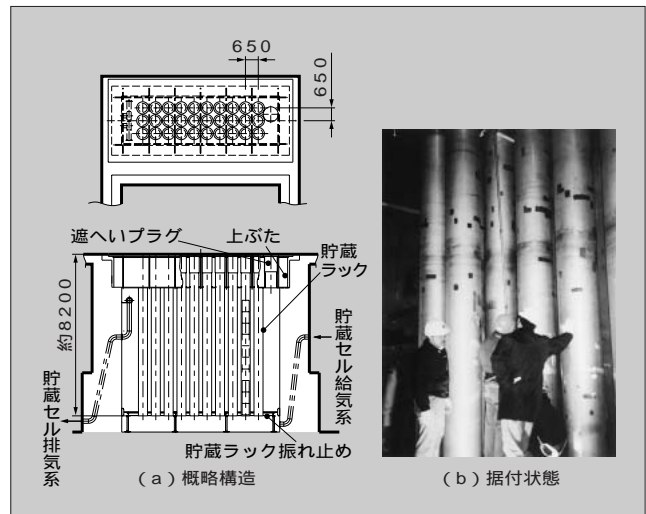 650
650
遮へいプラグ
上ぶた
貯蔵
ラック
約8200
貯蔵セル給気系
貯蔵セル排気系
貯蔵ラック振れ止め
(a)概略構造
(b)据付状態